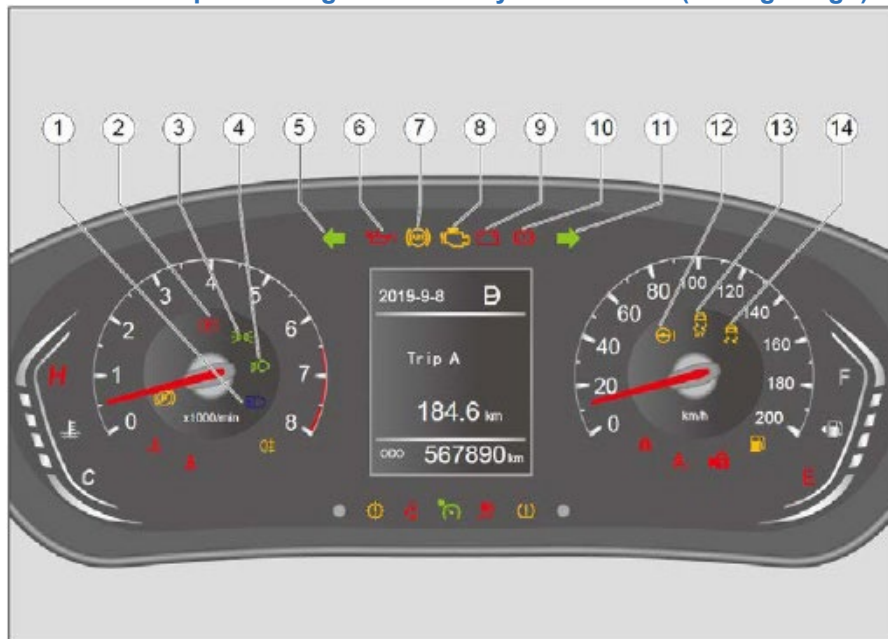 1 2 3 4 5 6 7 8 9 10 11 12 13 14
0 1 2 3 4 5 6 7 8
x1000/min
H
C
2019-9-8 D
Trip A
184.6 km
ODO 567890 km
0 20 40 60 80 100 120 140 160 180 200
km/h
F
E